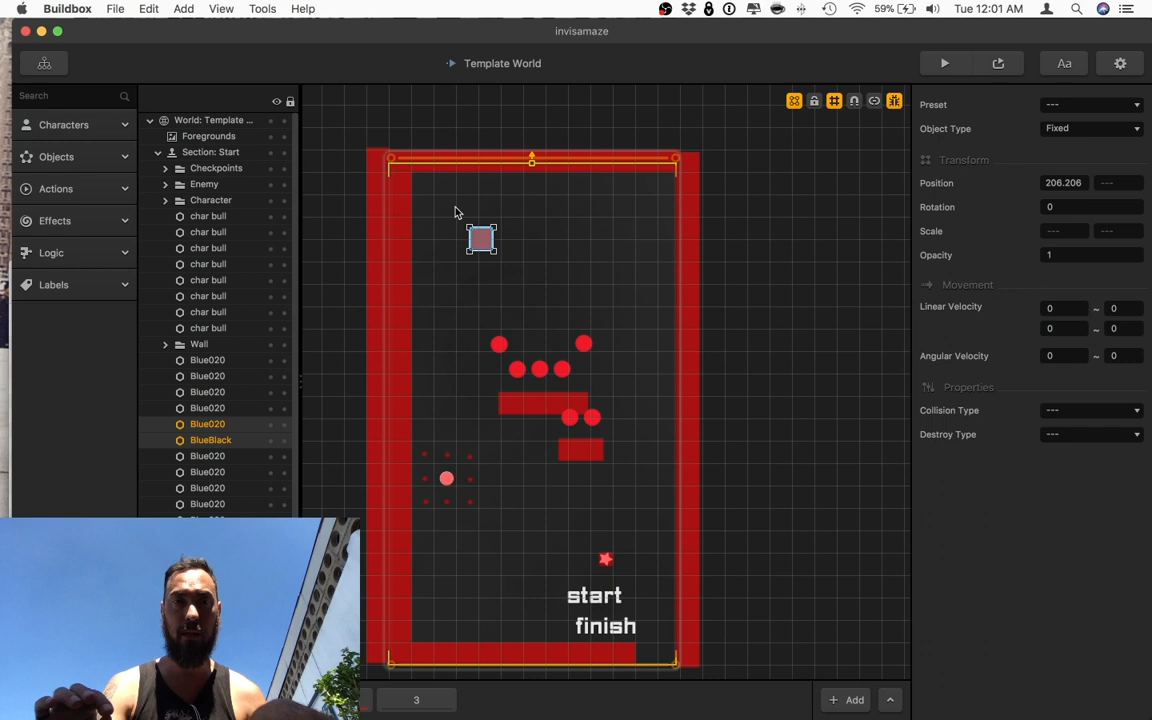 Buildbox File Edit Add View Tools Help 59% Tue 12:01 AM
invisamaze
Template World
Aa
Search
Characters
Objects
Actions
Effects
Logic
Labels
World: Template ...
Foregrounds
Section: Start
Checkpoints
Enemy
Character
char bull
char bull
char bull
char bull
char bull
char bull
char bull
char bull
Wall
Blue020
Blue020
Blue020
Blue020
Blue020
BlueBlack
Blue020
Blue020
Blue020
Blue020
start
finish
3
+ Add
Preset ---
Object Type Fixed
Transform
Position 206.206 ---
Rotation 0
Scale --- ---
Opacity 1
Movement
Linear Velocity 0 ~ 0
0 ~ 0
Angular Velocity 0 ~ 0
Properties
Collision Type ---
Destroy Type ---